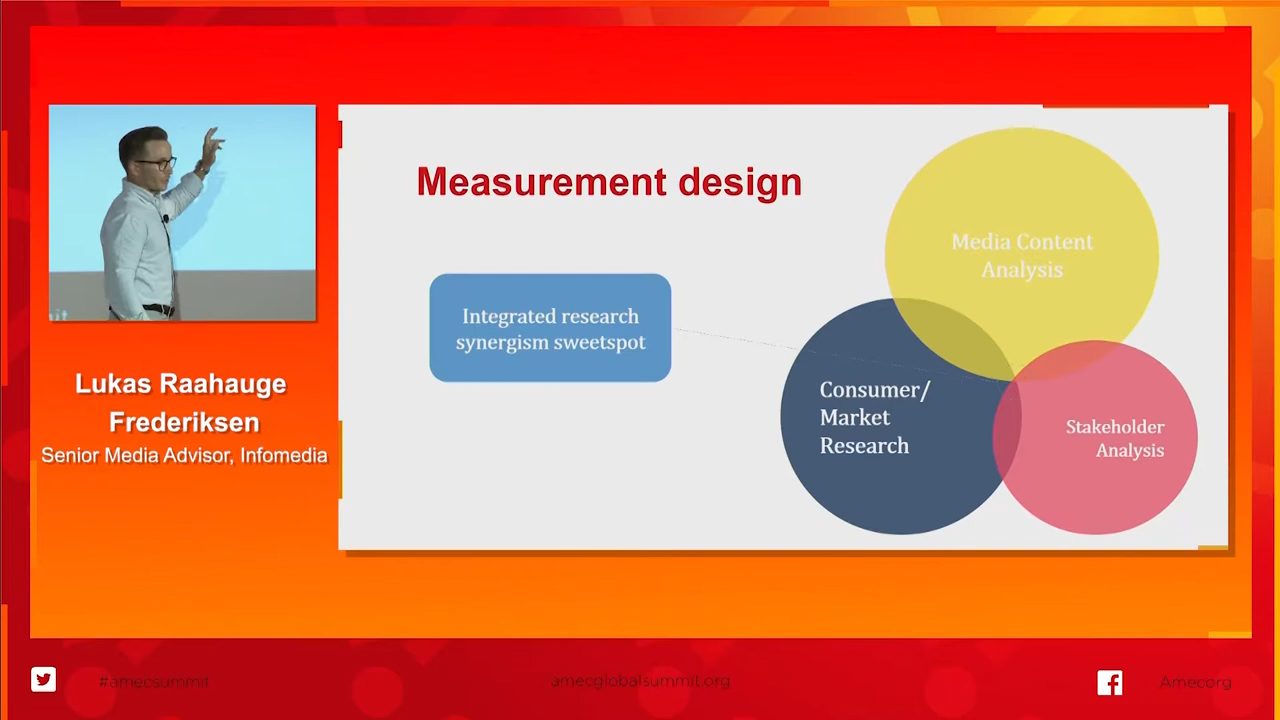 Measurement design
Media Content
Analysis
Integrated research
synergism sweetspot
Consumer/
Market
Research
Stakeholder
Analysis
Lukas Raahauge
Frederiksen
Senior Media Advisor, Infomedia
#amecsummit
amecglobalsummit.org
Amecorg